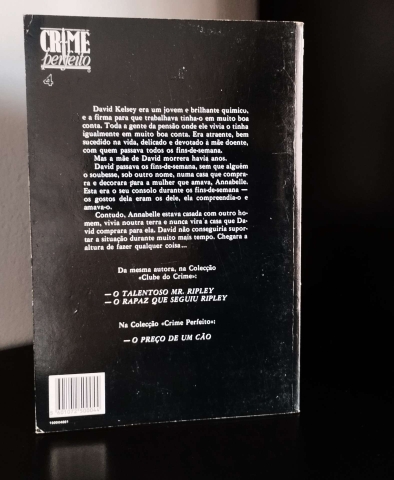 CRIME
perfeito
4
David Kelsey era um jovem e brilhante químico,
e a firma para que trabalhava tinha-o em muito boa
conta. Toda a gente da pensão onde ele vivia o tinha
igualmente em muito boa conta. Era atraente, bem
sucedido na vida, delicado e devotado à mãe doente,
com quem passava todos os fins-de-semana.
Mas a mãe de David morrera havia anos.
David passava os fins-de-semana, sem que alguém
o soubesse, sob outro nome, numa casa que compra-
ra e decorara para a mulher que amava, Annabelle.
Esta era o seu consolo durante os fins-de-semana —
os gostos dela eram os dele, ela compreendia-o e
amava-o.
Contudo, Annabelle estava casada com outro ho-
mem, vivia noutra terra e nunca vira a casa que Da-
vid comprara para ela. David não conseguiria supor-
tar a situação durante muito mais tempo. Chegara a
altura de fazer qualquer coisa...
Da mesma autora, na Colecção
«Clube do Crime»:
— O TALENTOSO MR. RIPLEY
— O RAPAZ QUE SEGUIU RIPLEY
Na Colecção «Crime Perfeito»:
— O PREÇO DE UM CÃO